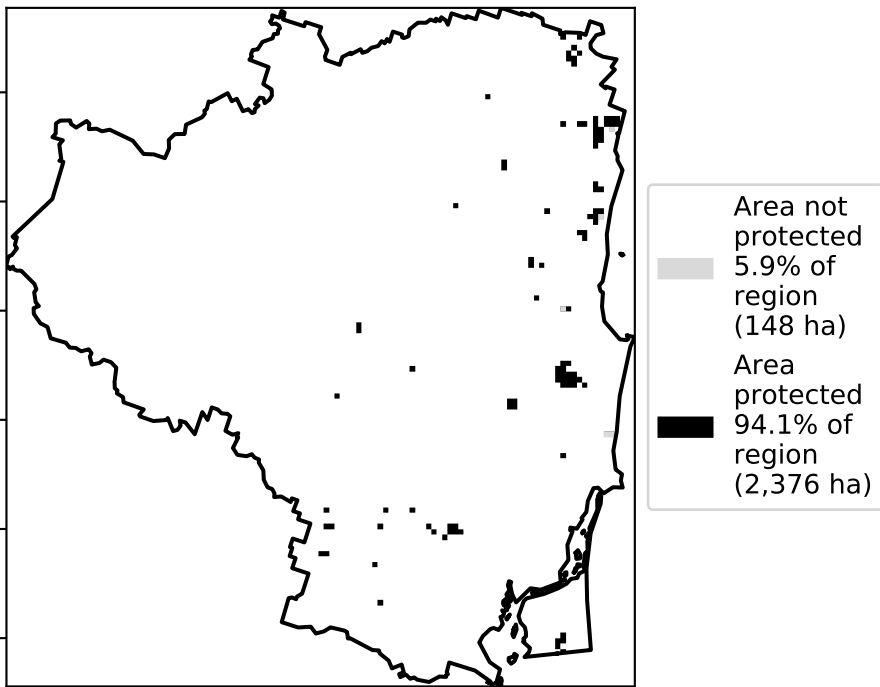 Area not
protected
5.9% of
region
(148 ha)
Area
protected
94.1% of
region
(2,376 ha)